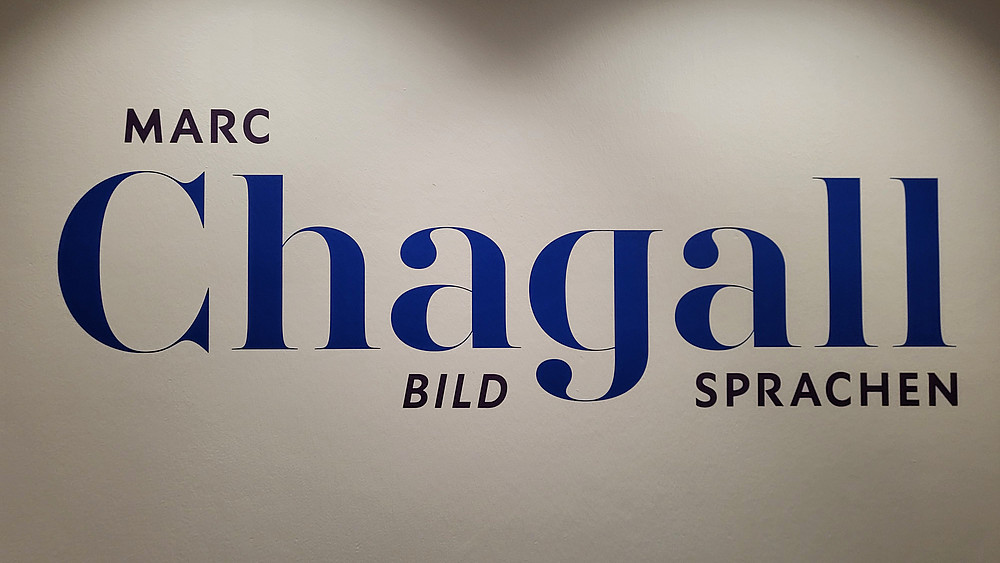 MARC
Chagall
BILD SPRACHEN